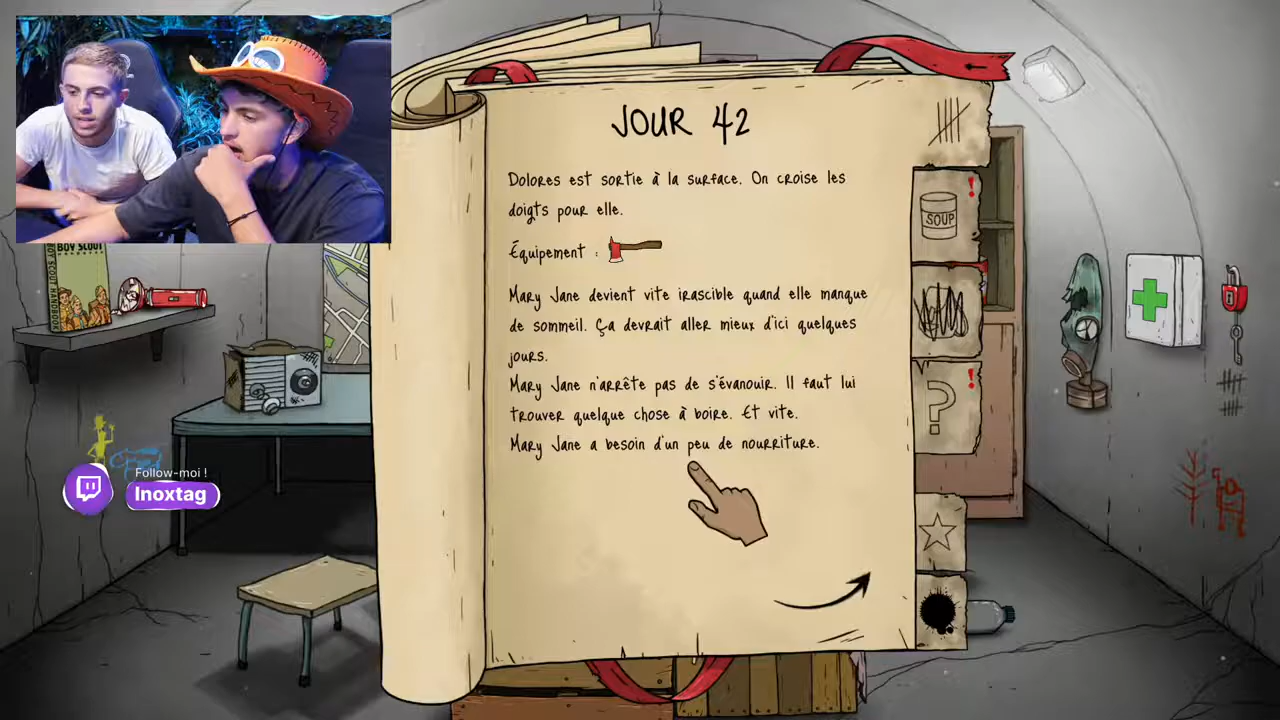 JOUR 42
Dolores est sortie à la surface. On croise les
doigts pour elle.
Équipement :
Mary Jane devient vite irascible quand elle manque
de sommeil. Ça devrait aller mieux d'ici quelques
jours.
Mary Jane n'arrête pas de s'évanouir. Il faut lui
trouver quelque chose à boire. Et vite.
Mary Jane a besoin d'un peu de nourriture.
SOUP
!
?
!
BOY SCOUT
BOY SCOUT HANDBOOK
Follow-moi !
Inoxtag